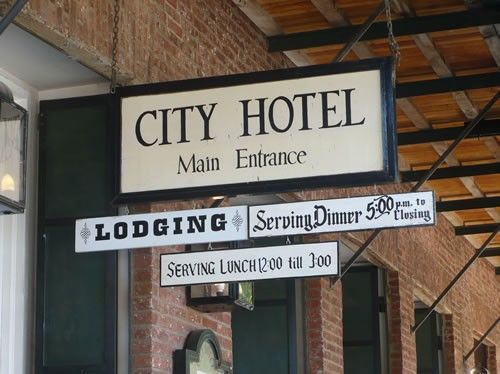 CITY HOTEL
Main Entrance
LODGING
Serving Dinner 5:00 p.m. to Closing
SERVING LUNCH 12:00 till 3:00